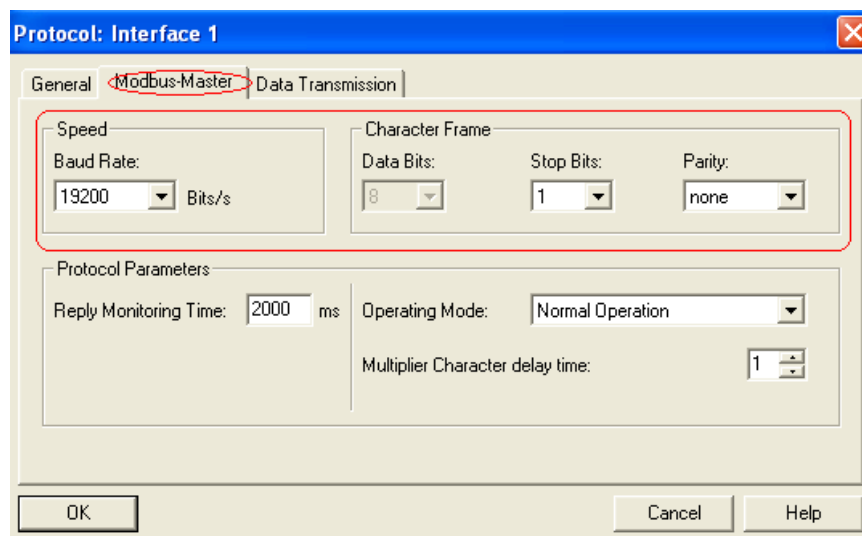 Protocol: Interface 1
General Modbus-Master Data Transmission
Speed Character Frame
Baud Rate: Data Bits: Stop Bits: Parity:
19200 Bits/s 8 1 none
Protocol Parameters
Reply Monitoring Time: 2000 ms Operating Mode: Normal Operation
Multiplier Character delay time: 1
OK Cancel Help